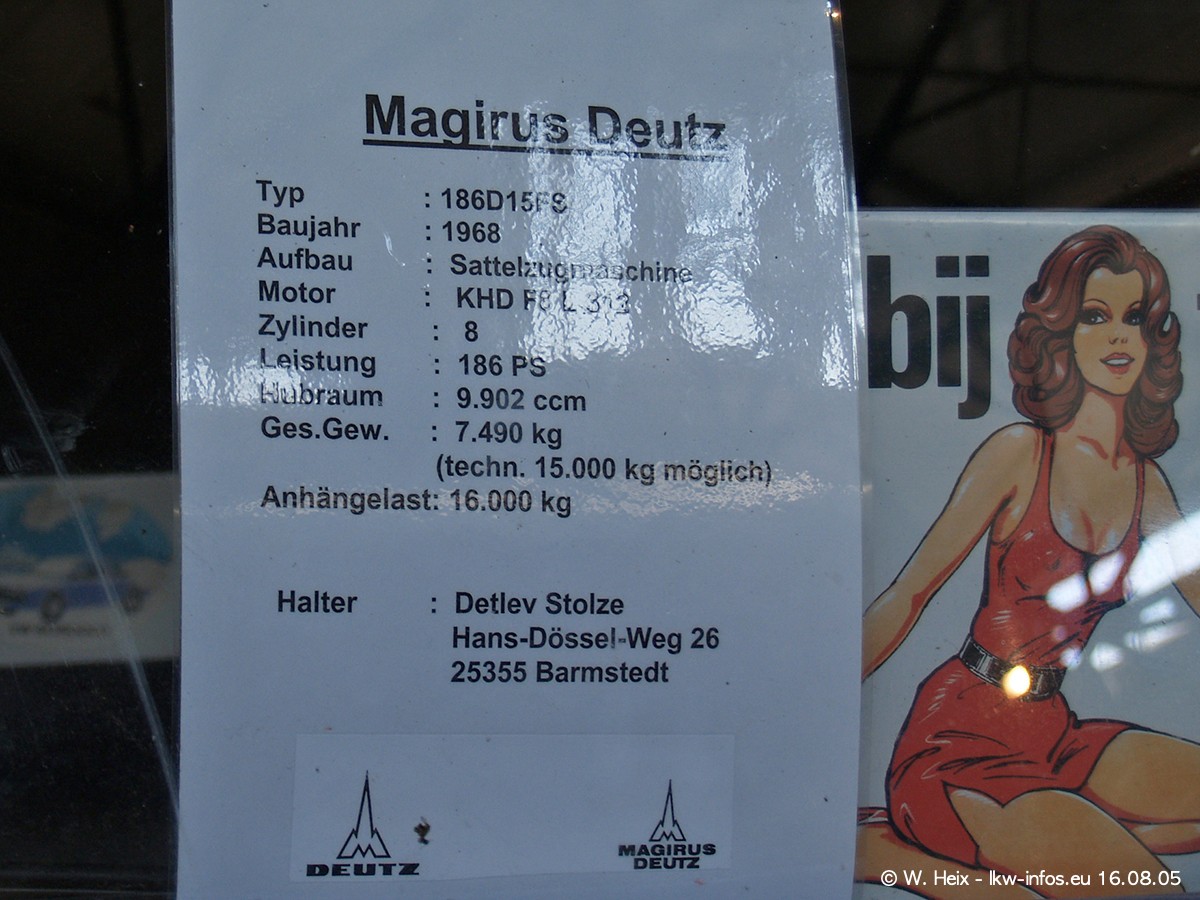 Magirus Deutz
Typ : 186D15FS
Baujahr : 1968
Aufbau : Sattelzugmaschine
Motor : KHD F8 L 313
Zylinder : 8
Leistung : 186 PS
Hubraum : 9.902 ccm
Ges.Gew. : 7.490 kg
(techn. 15.000 kg möglich)
Anhängelast: 16.000 kg
Halter : Detlev Stolze
Hans-Dössel-Weg 26
25355 Barmstedt
DEUTZ
MAGIRUS
DEUTZ
bij
© W. Heix - lkw-infos.eu 16.08.05